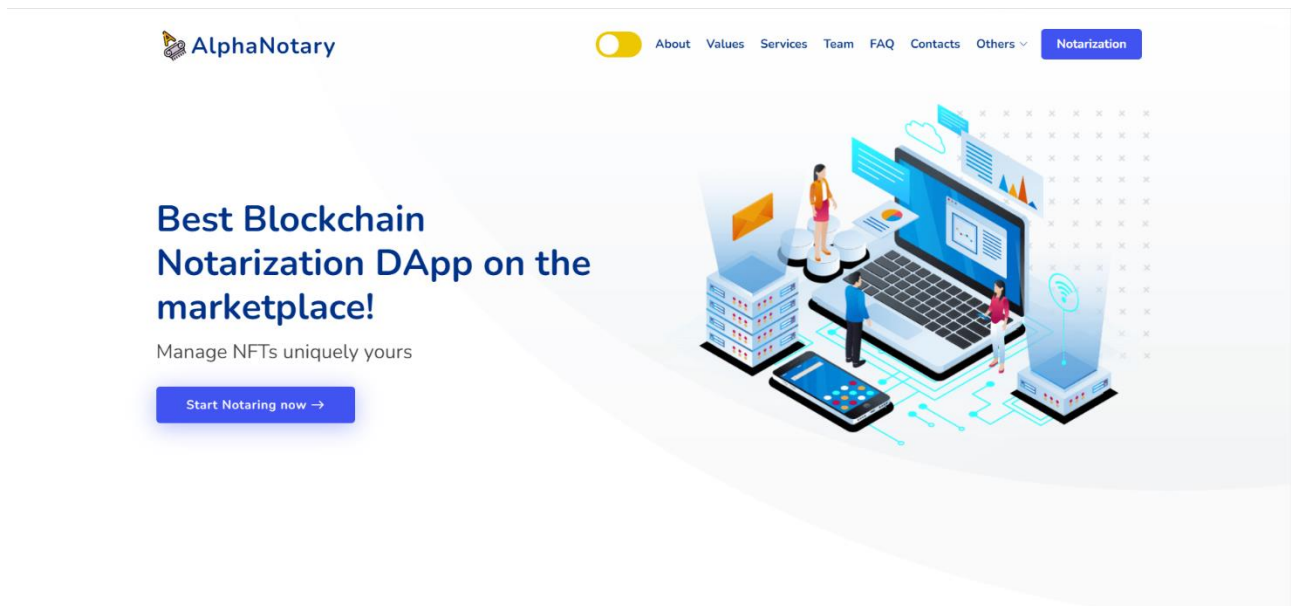 AlphaNotary
About Values Services Team FAQ Contacts Others Notarization
Best Blockchain
Notarization DApp on the
marketplace!
Manage NFTs uniquely yours
Start Notaring now →